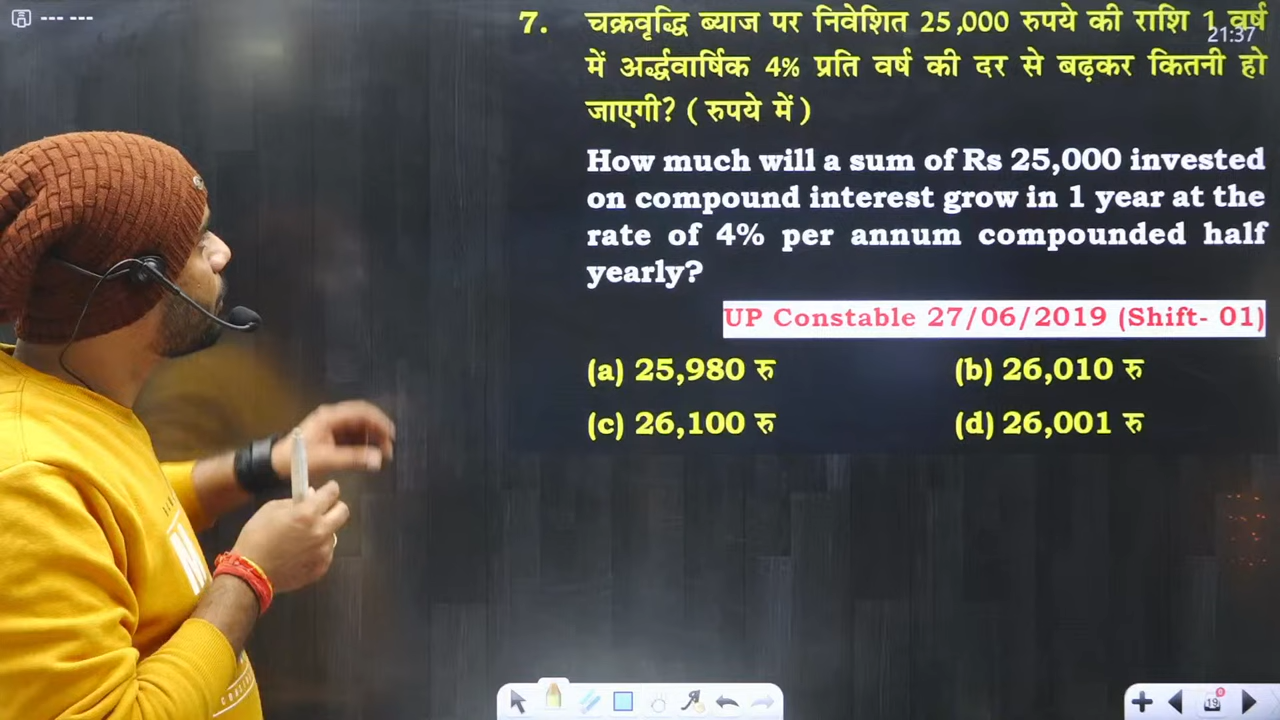 7. चक्रवृद्धि ब्याज पर निवेशित 25,000 रुपये की राशि 1 वर्ष
21:37
में अर्द्धवार्षिक 4% प्रति वर्ष की दर से बढ़कर कितनी हो
जाएगी? ( रुपये में )
How much will a sum of Rs 25,000 invested
on compound interest grow in 1 year at the
rate of 4% per annum compounded half
yearly?
UP Constable 27/06/2019 (Shift- 01)
(a) 25,980 रु (b) 26,010 रु
(c) 26,100 रु (d) 26,001 रु
19